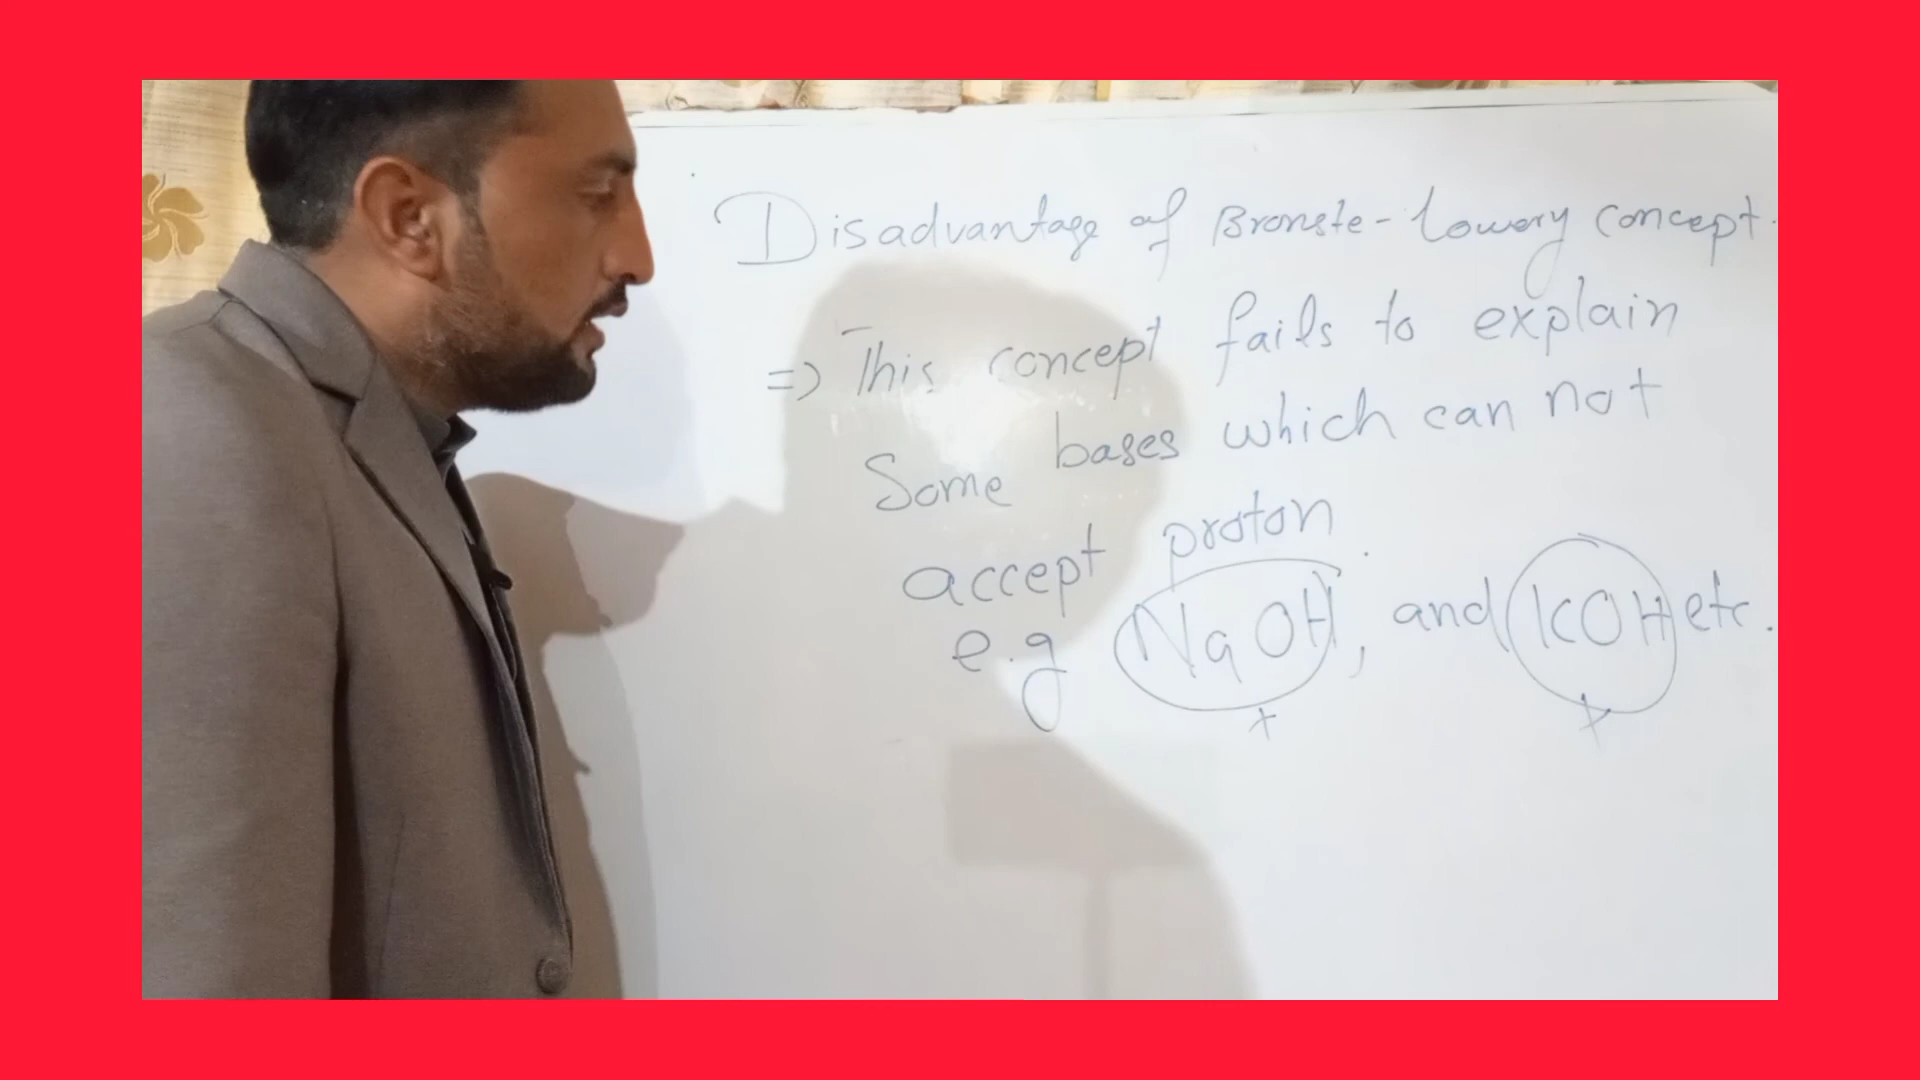 Disadvantage of Bronste-Lowery concept.
=> This concept fails to explain
Some bases which can not
accept proton
e.g NaOH, and KOH etc.
+ +